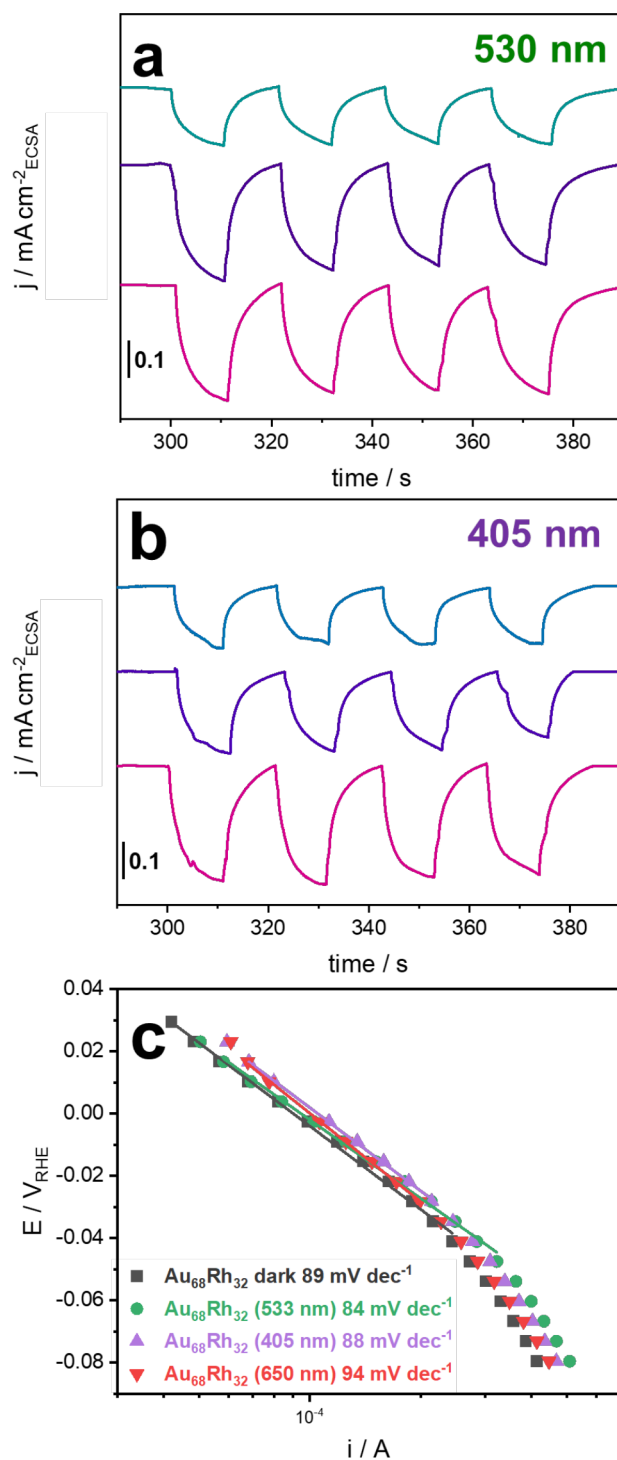 a
530 nm
j / mA cm⁻²ECSA
0.1
300 320 340 360 380
time / s
b
405 nm
j / mA cm⁻²ECSA
0.1
300 320 340 360 380
time / s
c
0.04
0.02
0.00
-0.02
-0.04
-0.06
-0.08
E / VRHE
Au₆₈Rh₃₂ dark 89 mV dec⁻¹
Au₆₈Rh₃₂ (533 nm) 84 mV dec⁻¹
Au₆₈Rh₃₂ (405 nm) 88 mV dec⁻¹
Au₆₈Rh₃₂ (650 nm) 94 mV dec⁻¹
10⁻⁴
i / A